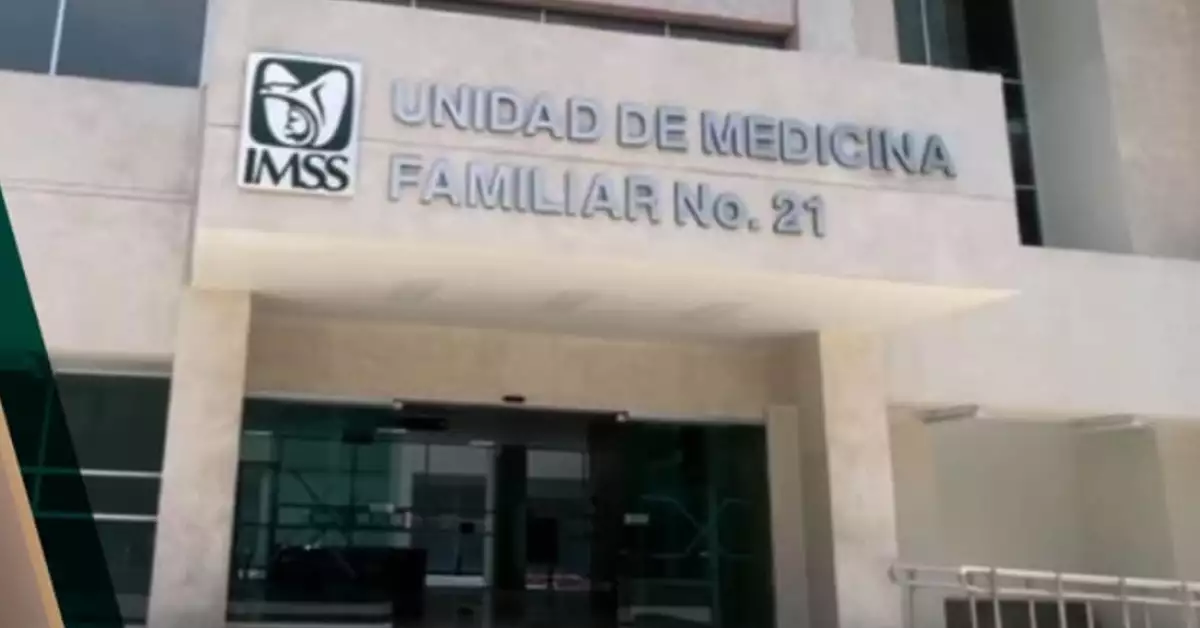 IMSS
UNIDAD DE MEDICINA
FAMILIAR No. 21